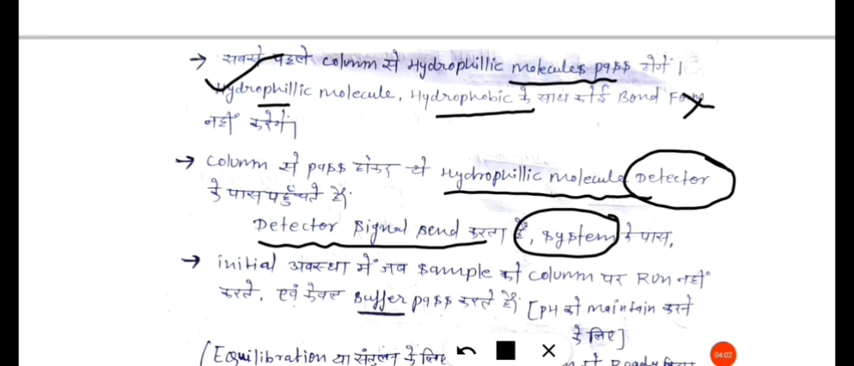 → सबसे पहले column से Hydrophillic molecules pass होंगे।
Hydrophillic molecule, Hydrophobic के साथ कोई Bond Form
नहीं करेंगे।
→ column से pass होकर ये Hydrophillic molecule Detector
के पास पहुँचते हैं।
Detector signal send करता है, system के पास,
→ initial अवस्था में जब sample को column पर Run नहीं
करते, एवं केवल Buffer pass करते हैं [pH को maintain करने
के लिए]
(Equilibration या संतुलन के लिए
04:02